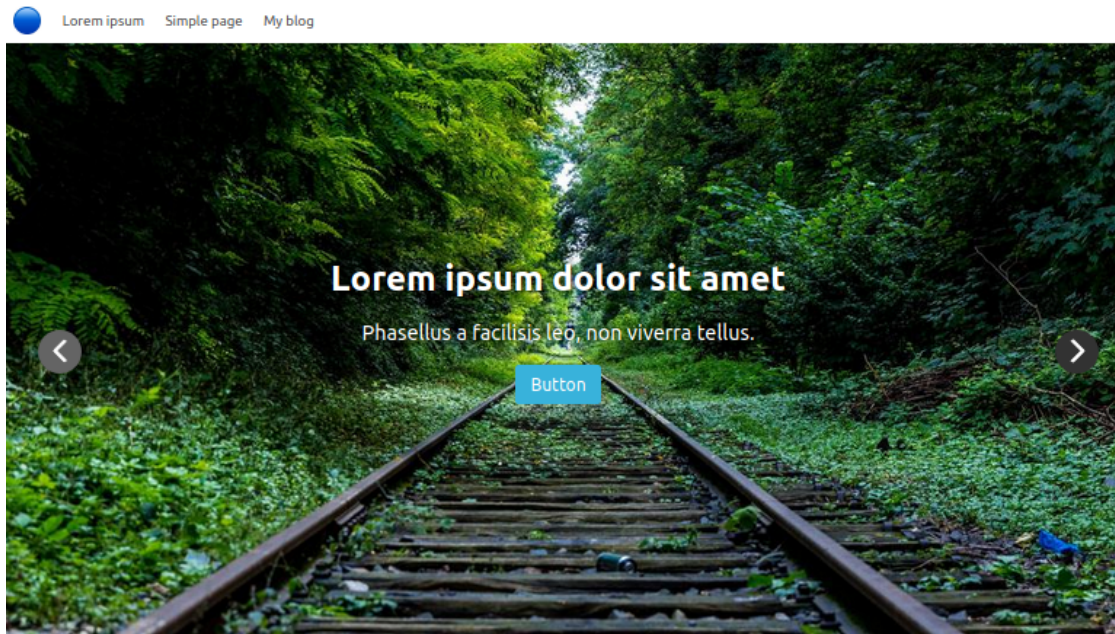 Lorem ipsum Simple page My blog
Lorem ipsum dolor sit amet
Phasellus a facilisis leo, non viverra tellus.
Button